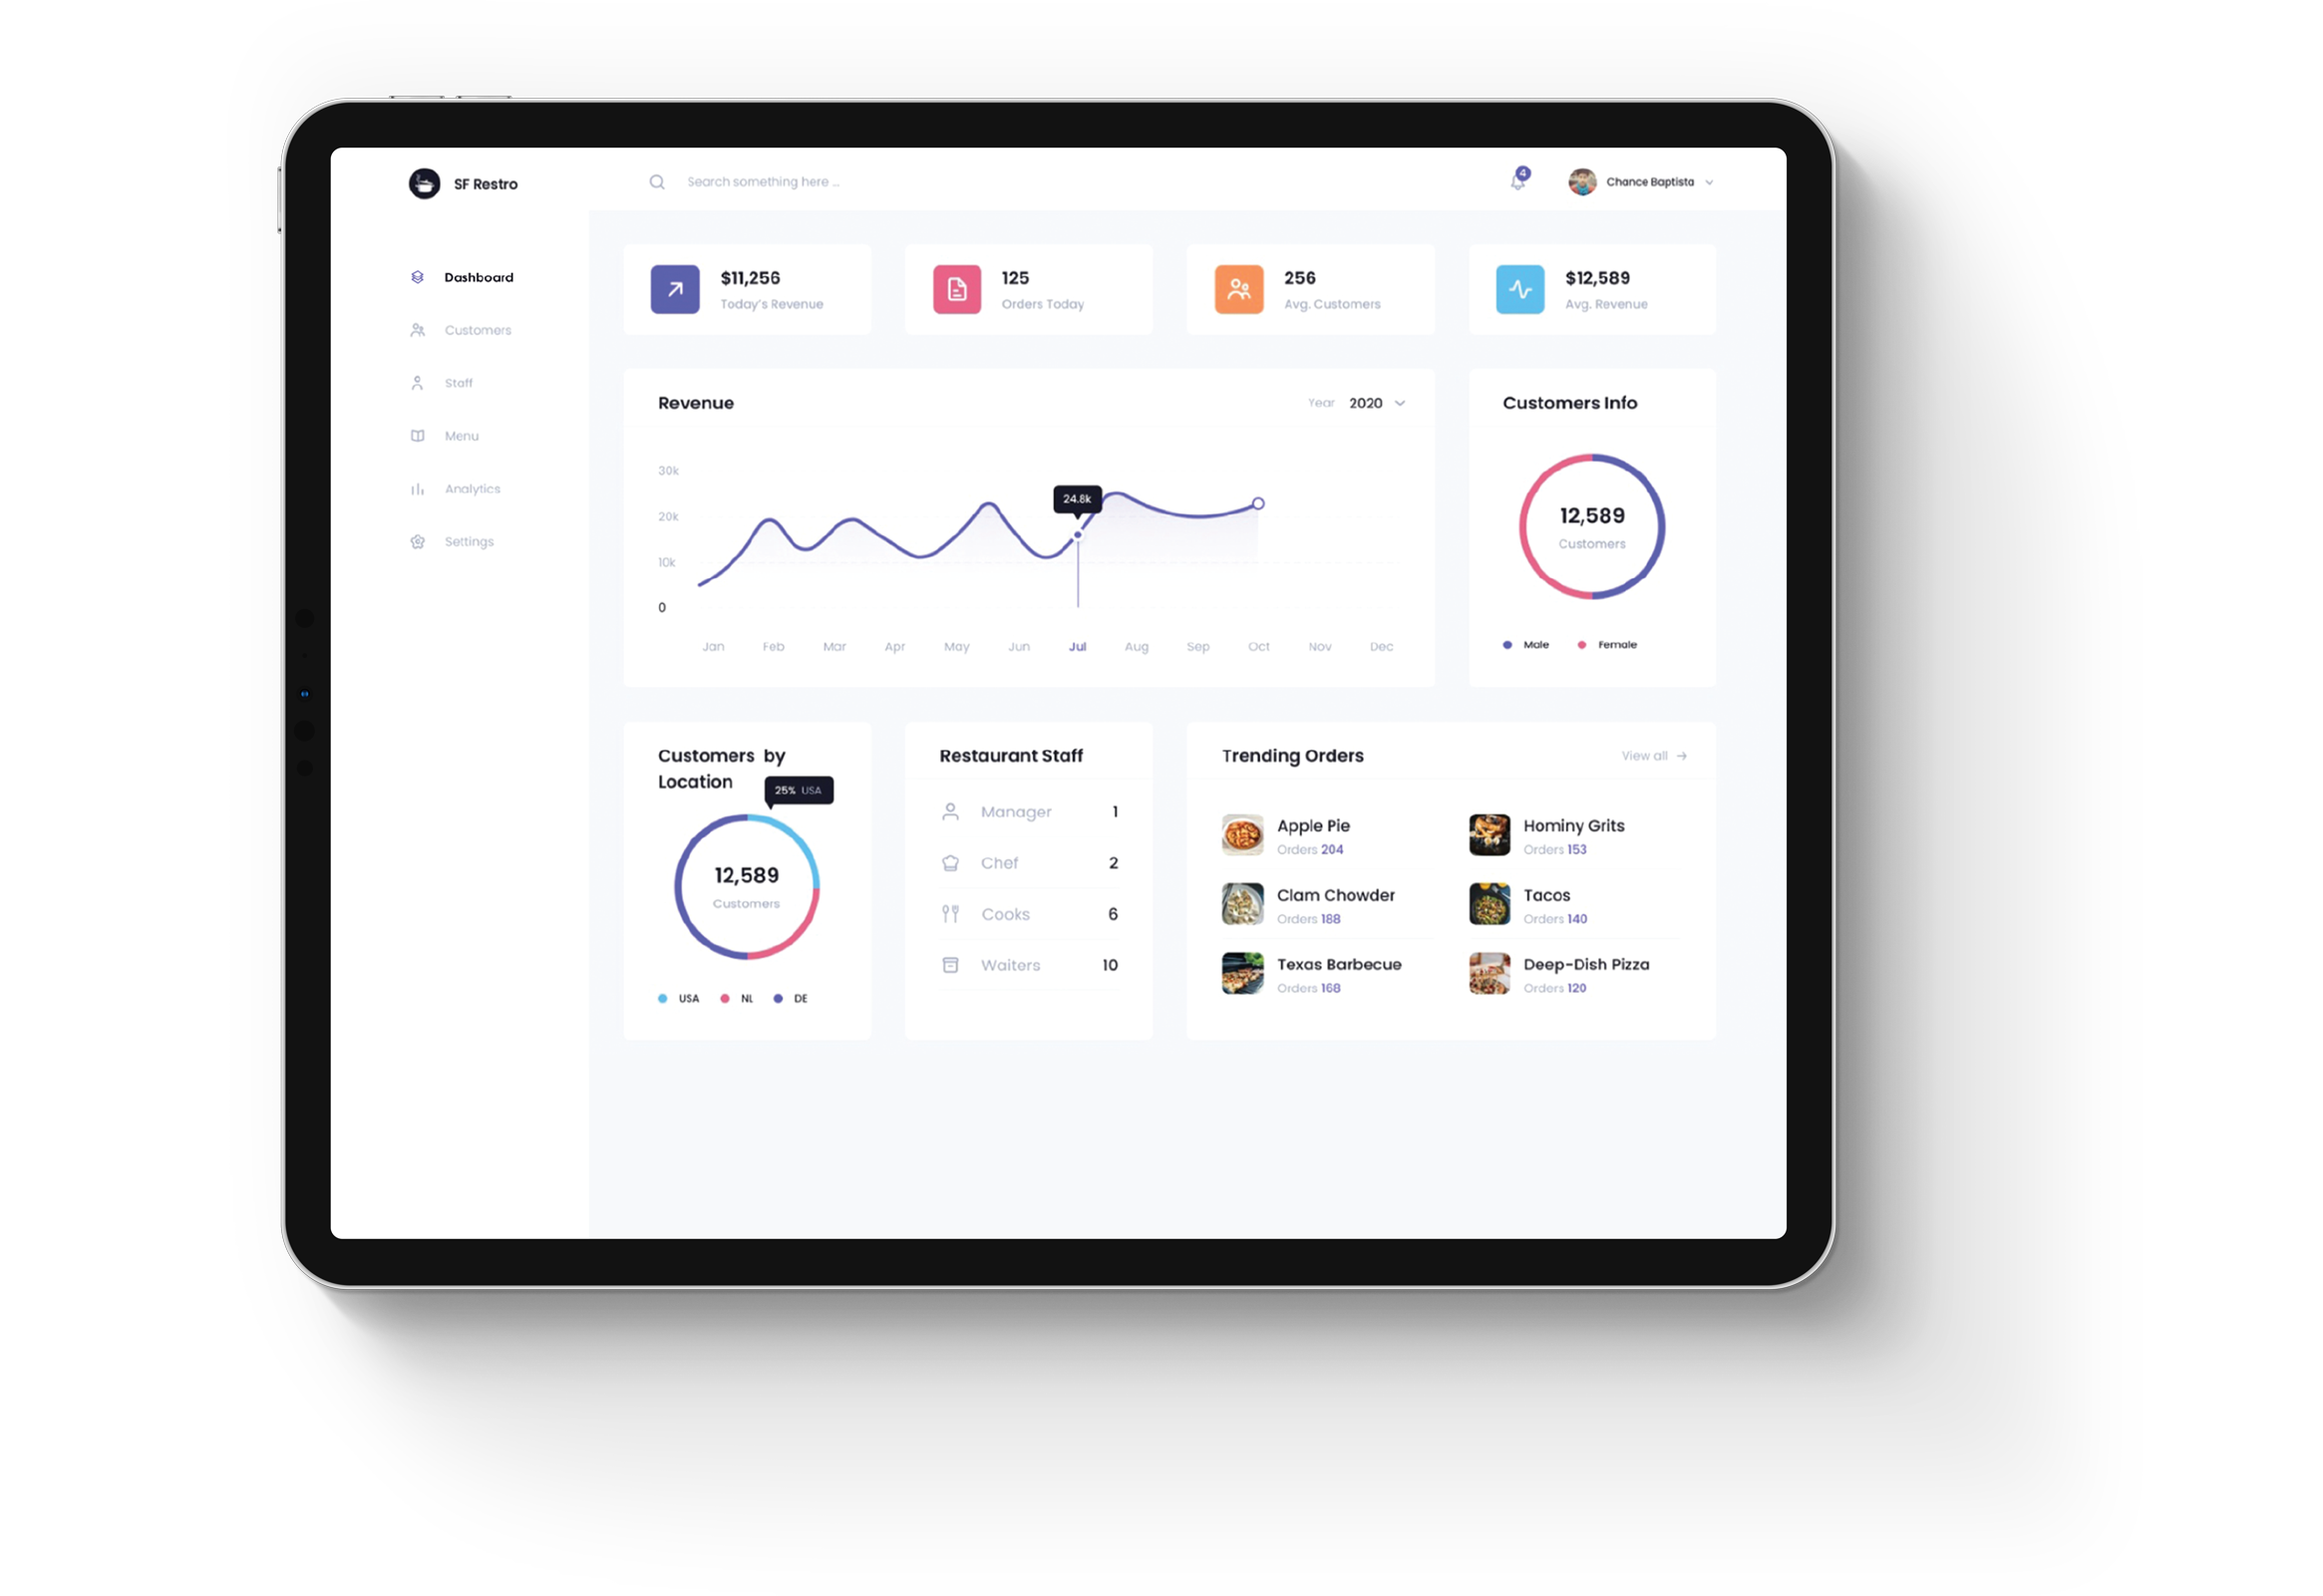 SF Restro
Search something here ...
4
Chance Baptista
Dashboard
Customers
Staff
Menu
Analytics
Settings
$11,256
Today's Revenue
125
Orders Today
256
Avg. Customers
$12,589
Avg. Revenue
Revenue
Year 2020
30k
20k
10k
0
24.8k
Jan Feb Mar Apr May Jun Jul Aug Sep Oct Nov Dec
Customers Info
12,589
Customers
Male Female
Customers by
Location
25% USA
12,589
Customers
USA NL DE
Restaurant Staff
Manager 1
Chef 2
Cooks 6
Waiters 10
Trending Orders
View all
Apple Pie
Orders 204
Hominy Grits
Orders 153
Clam Chowder
Orders 188
Tacos
Orders 140
Texas Barbecue
Orders 168
Deep-Dish Pizza
Orders 120